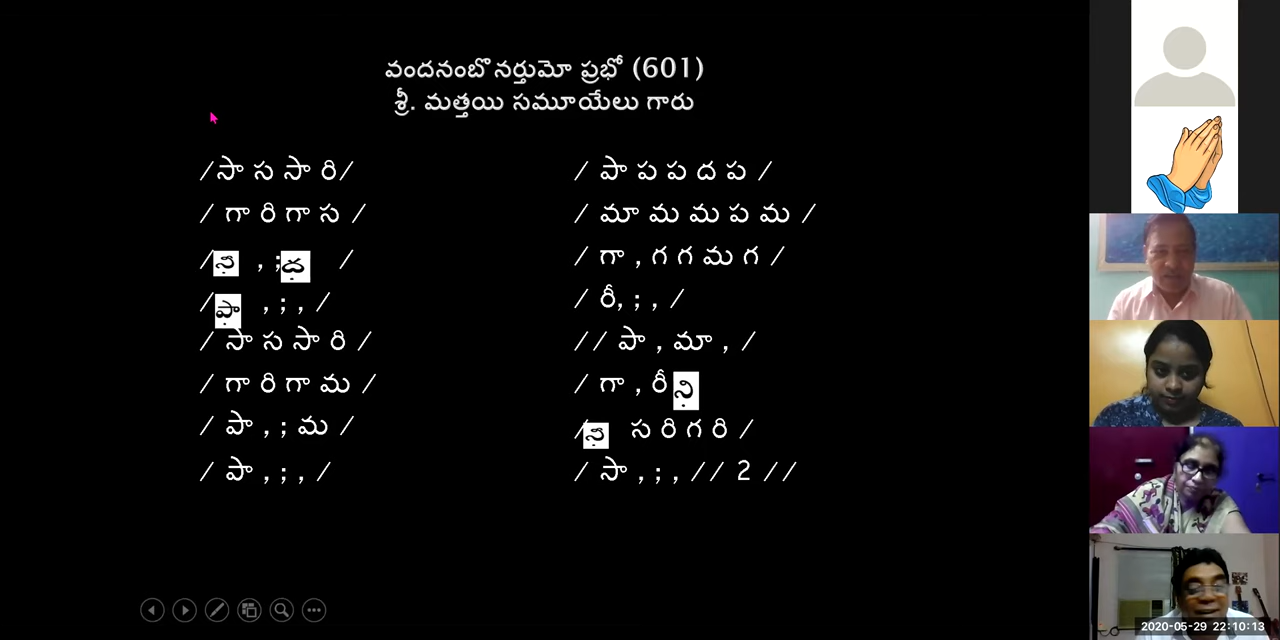 వందనంబొనర్తుమో ప్రభో (601)
శ్రీ. మత్తయి సమూయేలు గారు
/సా స సా రి/
/ గా రి గా స /
/నీ , ;ద /
/పా , ; , /
/ సా స సా రి /
/ గా రి గా మ /
/ పా , ; మ /
/ పా , ; , /
/ పా ప ప ద ప /
/ మా మ మ ప మ /
/ గా , గ గ మ గ /
/ రీ, ; , /
// పా , మా , /
/ గా , రీ ని
/నీ స రి గ రి /
/ సా , ; , // 2 //
2020-05-29 22:10:13